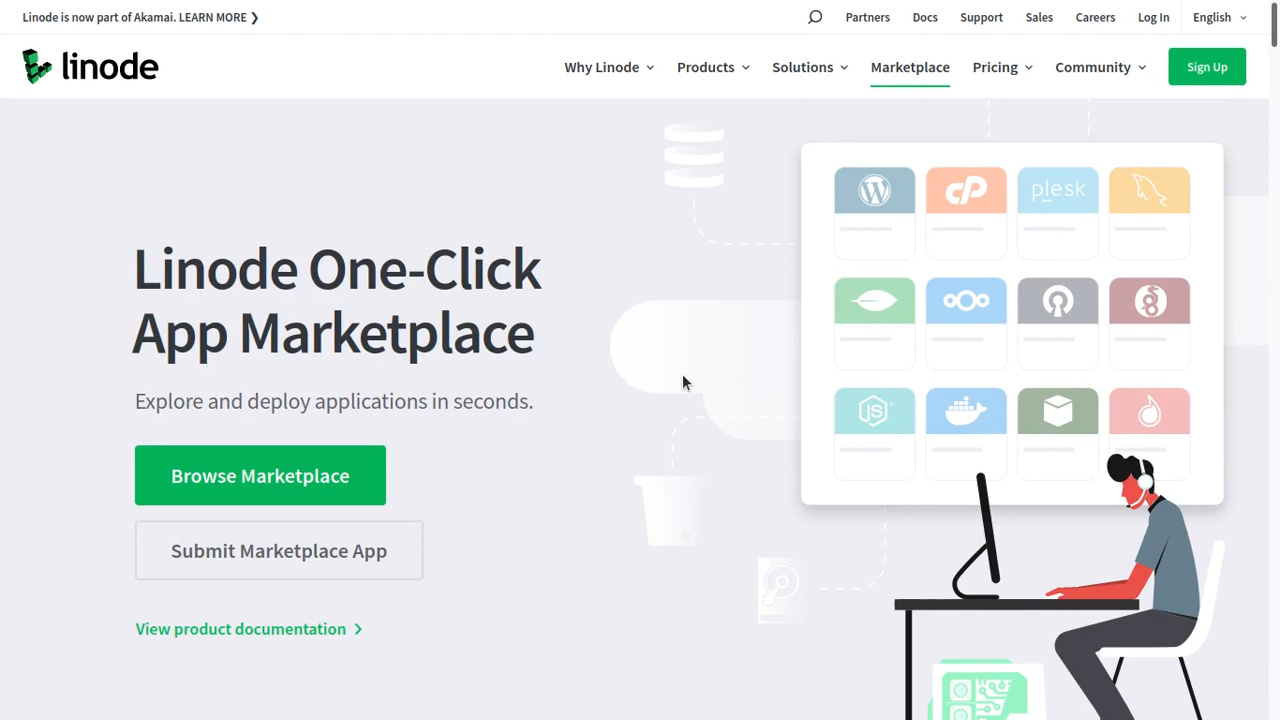 Linode is now part of Akamai. LEARN MORE ❯
Partners
Docs
Support
Sales
Careers
Log In
English
linode
Why Linode
Products
Solutions
Marketplace
Pricing
Community
Sign Up
cP
plesk
Linode One-Click
App Marketplace
Explore and deploy applications in seconds.
JS
Browse Marketplace
Submit Marketplace App
View product documentation